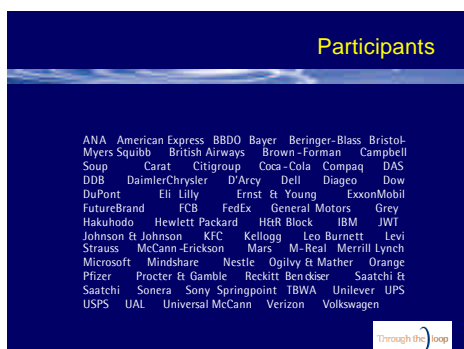 Participants
ANA American Express BBDO Bayer Beringer-Blass Bristol-
Myers Squibb British Airways Brown-Forman Campbell
Soup Carat Citigroup Coca-Cola Compaq DAS
DDB DaimlerChrysler D'Arcy Dell Diageo Dow
DuPont Eli Lilly Ernst & Young ExxonMobil
FutureBrand FCB FedEx General Motors Grey
Hakuhodo Hewlett Packard H&R Block IBM JWT
Johnson & Johnson KFC Kellogg Leo Burnett Levi
Strauss McCann-Erickson Mars M-Real Merrill Lynch
Microsoft Mindshare Nestle Ogilvy & Mather Orange
Pfizer Procter & Gamble Reckitt Benckiser Saatchi &
Saatchi Sonera Sony Springpoint TBWA Unilever UPS
USPS UAL Universal McCann Verizon Volkswagen
Through the loop